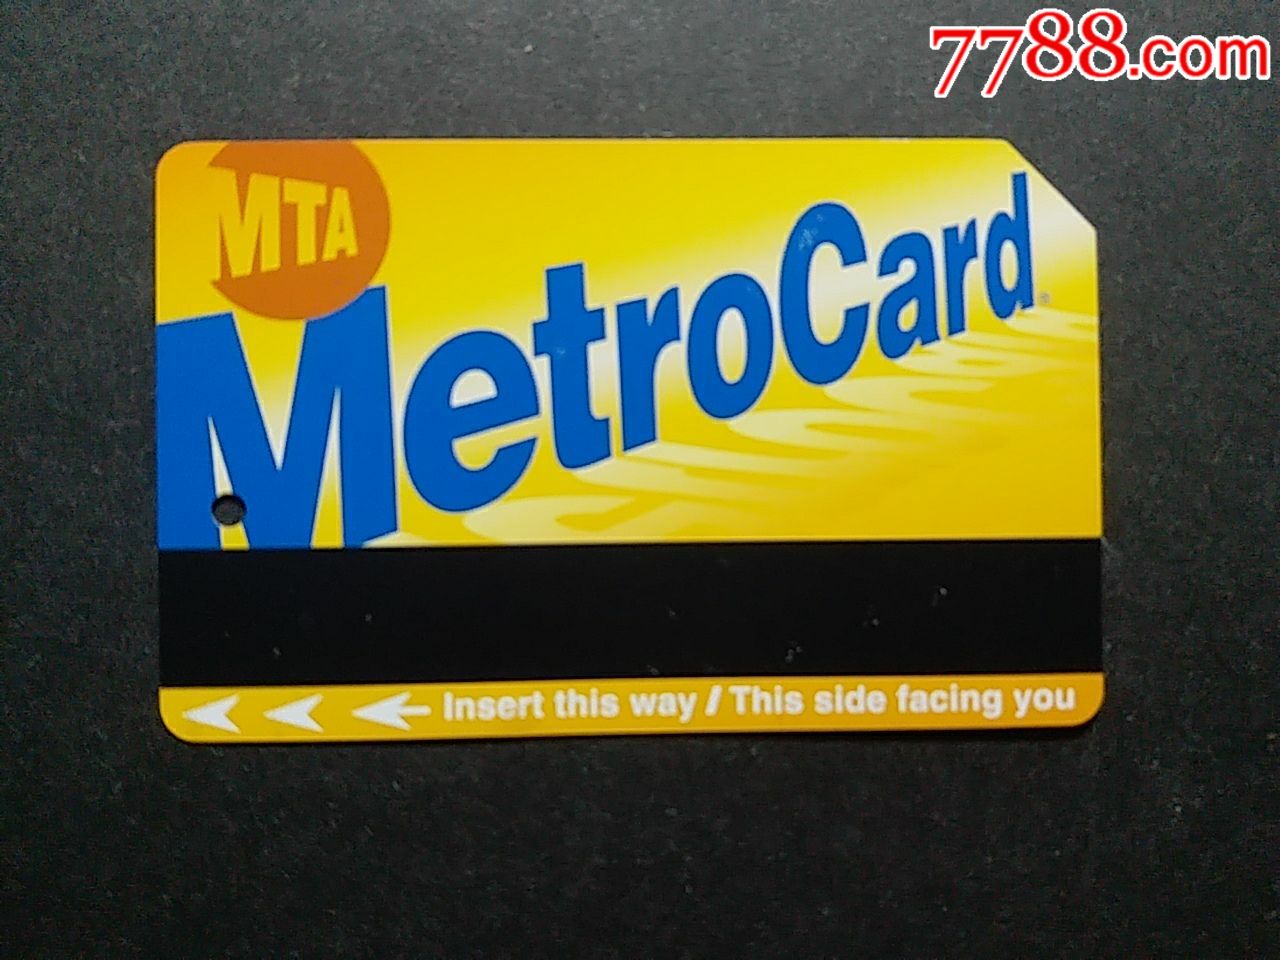 7788.com
MTA
MetroCard®
Insert this way / This side facing you